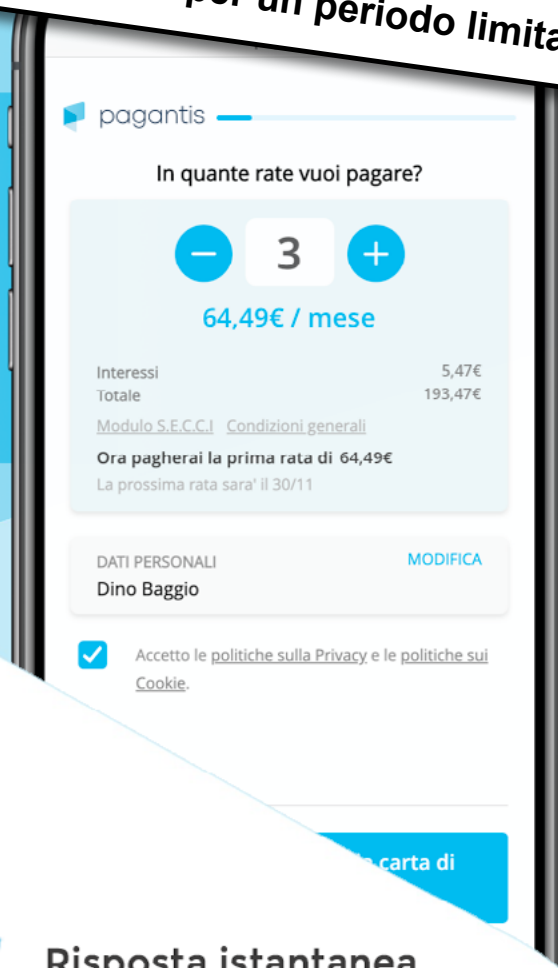 per un periodo limita
pagantis
In quante rate vuoi pagare?
3
64,49€ / mese
Interessi 5,47€
Totale 193,47€
Modulo S.E.C.C.I Condizioni generali
Ora pagherai la prima rata di 64,49€
La prossima rata sara' il 30/11
DATI PERSONALI MODIFICA
Dino Baggio
Accetto le politiche sulla Privacy e le politiche sui
Cookie.
carta di
Risposta istantanea